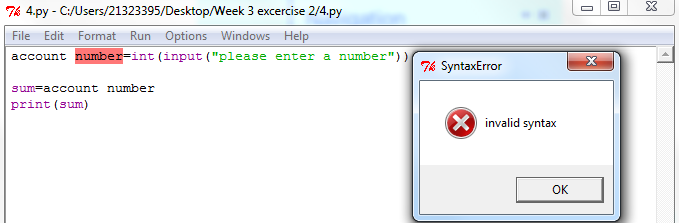 4.py - C:/Users/21323395/Desktop/Week 3 excercise 2/4.py
File Edit Format Run Options Windows Help
account number=int(input("please enter a number"))
sum=account number
print(sum)
SyntaxError
invalid syntax
OK